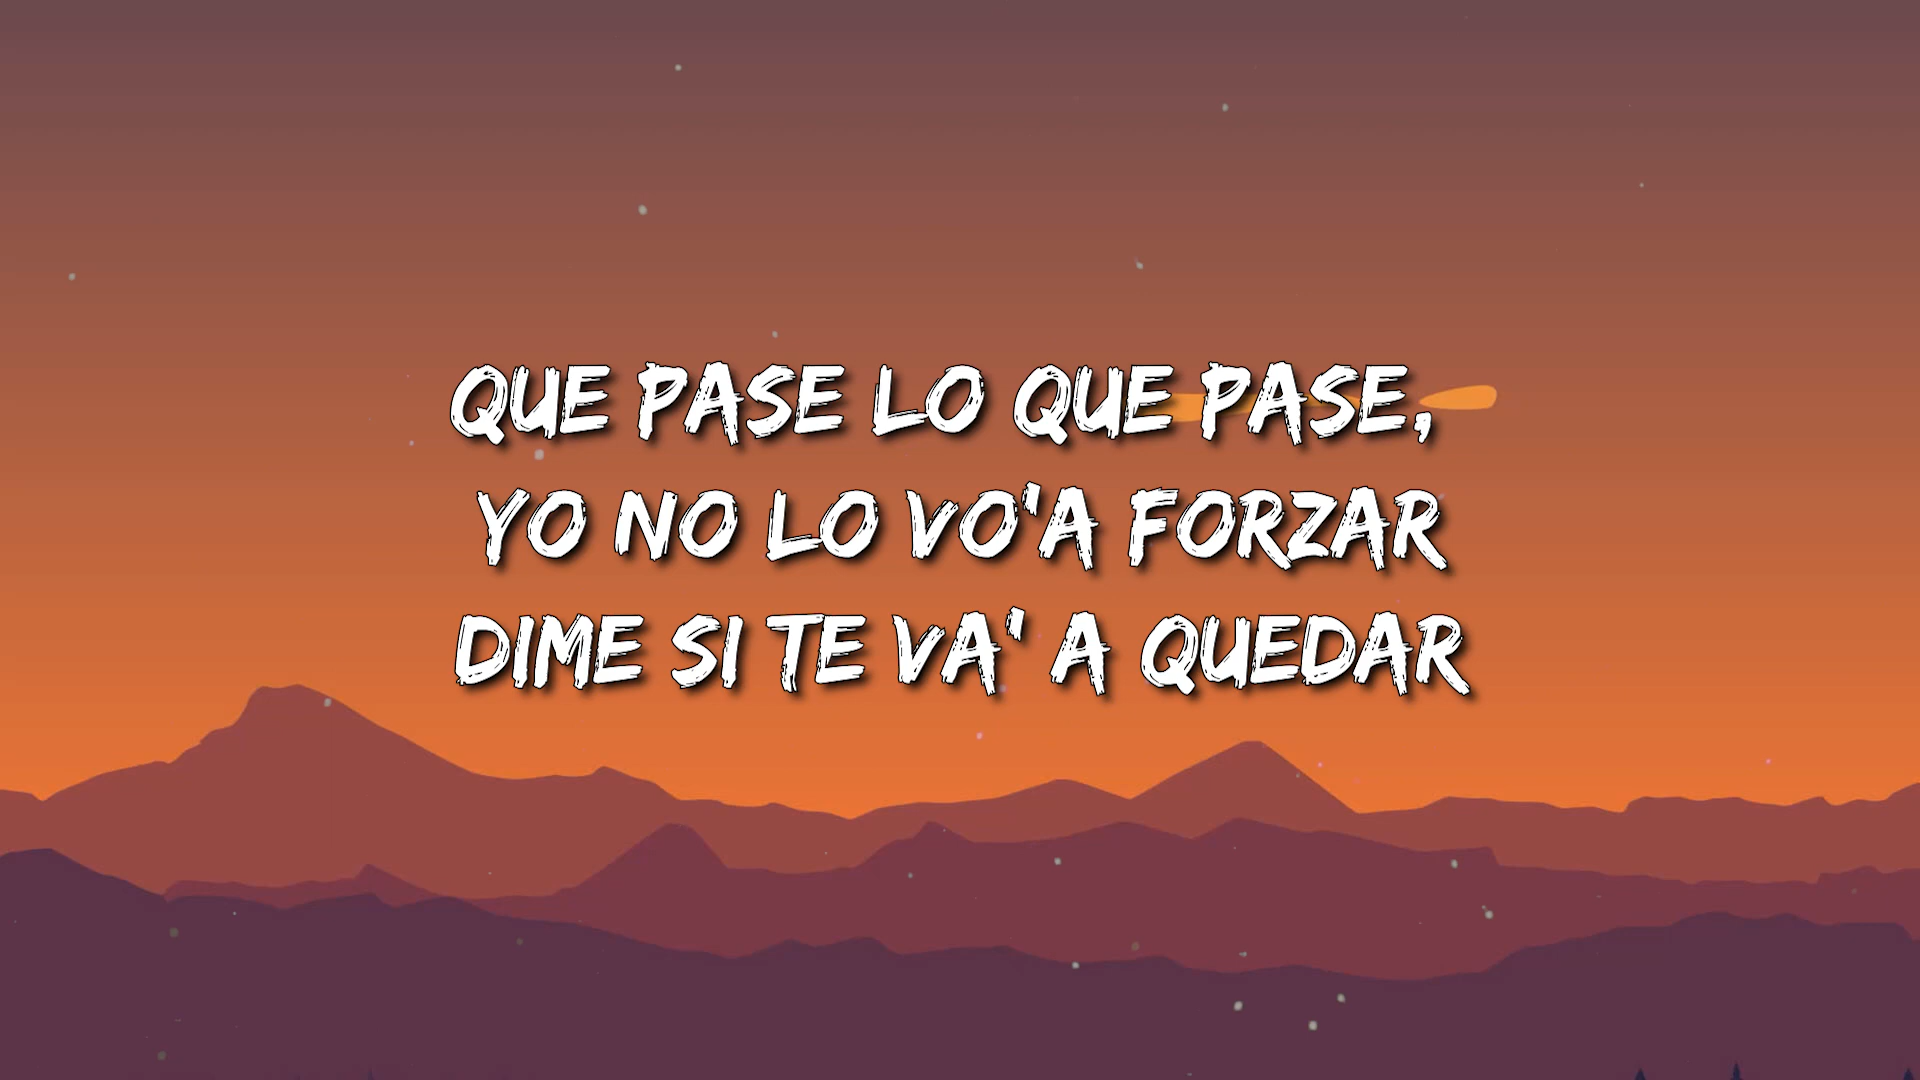 QUE PASE LO QUE PASE,
YO NO LO VO'A FORZAR
DIME SI TE VA' A QUEDAR